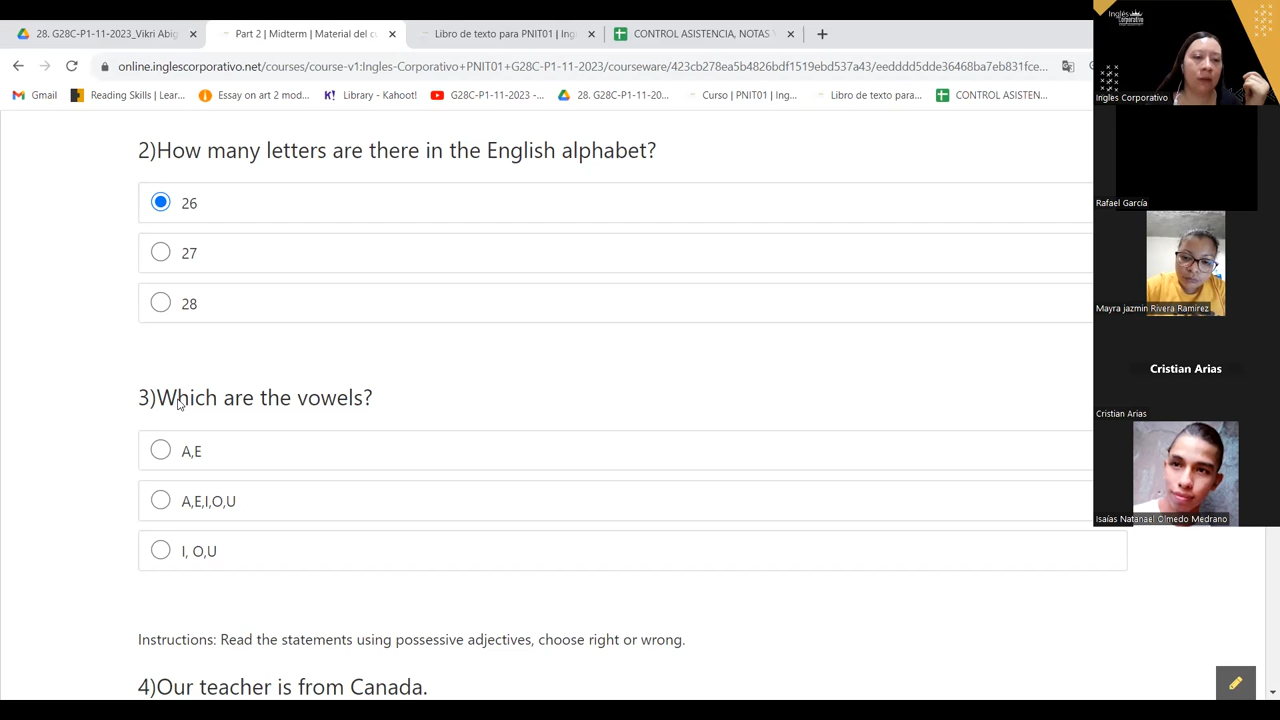 28. G28C-P1-11-2023_Vikri Abig
Part 2 | Midterm | Material del c
Libro de texto para PNIT01 | Ing
CONTROL ASISTENCIA, NOTAS
online.inglescorporativo.net/courses/course-v1:Ingles-Corporativo+PNIT01+G28C-P1-11-2023/courseware/423cb278ea5b484bbdf1519ebd537a43/eedddd5dde36468ba7eb831fce...
Gmail
Reading Skills | Lear...
Essay on art 2 mod...
Library - Kah...
G28C-P1-11-2023 -...
28. G28C-P1-11-20...
Curso | PNIT01 | Ing...
Libro de texto para...
CONTROL ASISTEN...
2)How many letters are there in the English alphabet?
26
27
28
3)Which are the vowels?
A,E
A,E,I,O,U
I, O,U
Instructions: Read the statements using possessive adjectives, choose right or wrong.
4)Our teacher is from Canada.
Inglés
Corporativo
Ingles Corporativo
Rafael García
Mayra jazmin Rivera Ramirez
Cristian Arias
Cristian Arias
Isaías Natanael Olmedo Medrano